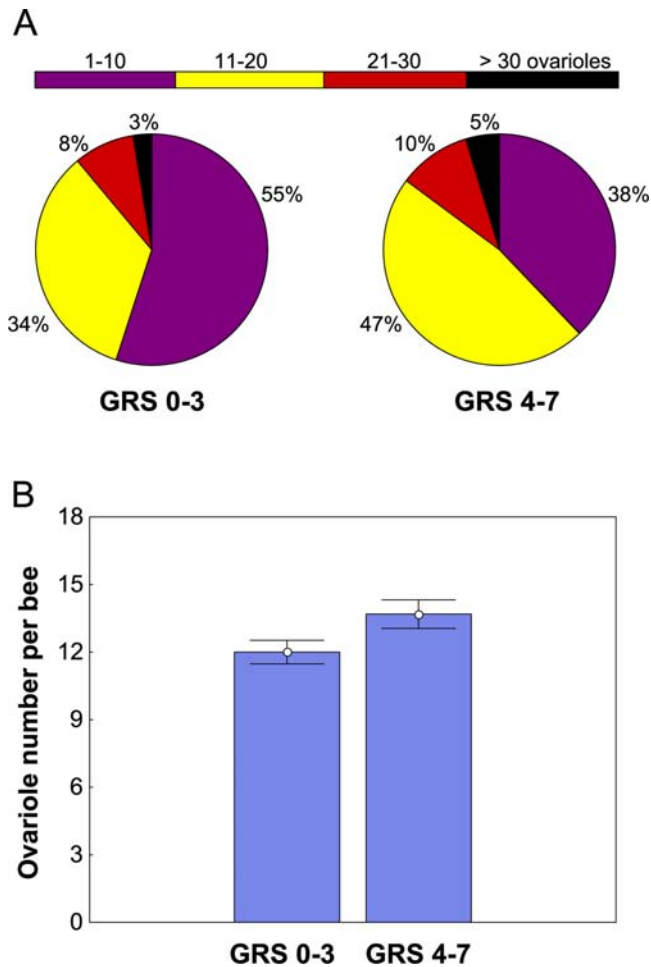 A
1-10 11-20 21-30 > 30 ovarioles
3% 5%
8% 10%
55% 38%
34% 47%
GRS 0-3 GRS 4-7
B
Ovariole number per bee
18
15
12
9
6
3
0
GRS 0-3 GRS 4-7